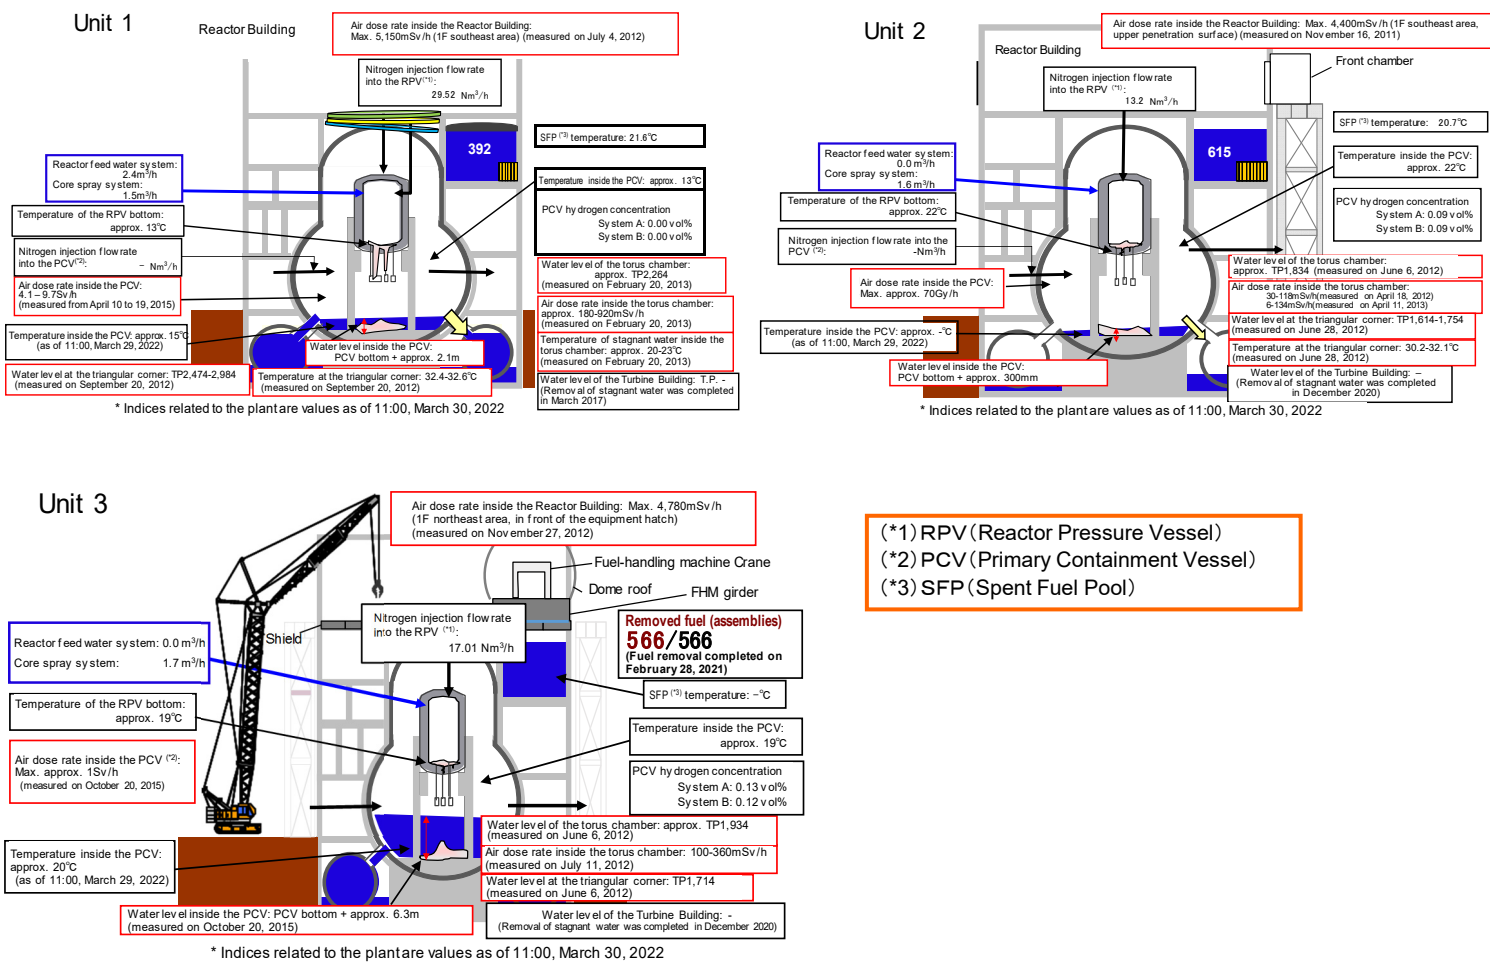 Unit 1
Reactor Building
Air dose rate inside the Reactor Building:
Max. 5,150mSv/h (1F southeast area) (measured on July 4, 2012)
Nitrogen injection flow rate
into the RPV(*1):
29.52 Nm3/h
SFP (*3) temperature: 21.6℃
392
Reactor feed water system:
2.4m3/h
Core spray system:
1.5m3/h
Temperature inside the PCV: approx. 13℃
PCV hydrogen concentration
System A: 0.00 vol%
System B: 0.00 vol%
Temperature of the RPV bottom:
approx. 13℃
Nitrogen injection flow rate
into the PCV(*2): － Nm3/h
Air dose rate inside the PCV:
4.1－9.7Sv/h
(measured from April 10 to 19, 2015)
Water level of the torus chamber:
approx. TP2,264
(measured on February 20, 2013)
Air dose rate inside the torus chamber:
approx. 180-920mSv/h
(measured on February 20, 2013)
Temperature inside the PCV: approx. 15℃
(as of 11:00, March 29, 2022)
Water level inside the PCV:
PCV bottom + approx. 2.1m
Temperature of stagnant water inside the
torus chamber: approx. 20-23℃
(measured on February 20, 2013)
Water level at the triangular corner: TP2,474-2,984
(measured on September 20, 2012)
Temperature at the triangular corner: 32.4-32.6℃
(measured on September 20, 2012)
Water level of the Turbine Building: T.P. -
(Removal of stagnant water was completed
in March 2017)
* Indices related to the plant are values as of 11:00, March 30, 2022
Unit 2
Reactor Building
Air dose rate inside the Reactor Building: Max. 4,400mSv/h (1F southeast area,
upper penetration surface) (measured on November 16, 2011)
Front chamber
Nitrogen injection flow rate
into the RPV (*1):
13.2 Nm3/h
SFP (*3) temperature: 20.7℃
615
Reactor feed water system:
0.0 m3/h
Core spray system:
1.6 m3/h
Temperature inside the PCV:
approx. 22℃
Temperature of the RPV bottom:
approx. 22℃
PCV hydrogen concentration
System A: 0.09 vol%
System B: 0.09 vol%
Nitrogen injection flow rate into the
PCV (*2): -Nm3/h
Air dose rate inside the PCV:
Max. approx. 70Gy/h
Water level of the torus chamber:
approx. TP1,834 (measured on June 6, 2012)
Air dose rate inside the torus chamber:
30-118mSv/h(measured on April 18, 2012)
6-134mSv/h(measured on April 11, 2013)
Temperature inside the PCV: approx. -℃
(as of 11:00, March 29, 2022)
Water level at the triangular corner: TP1,614-1,754
(measured on June 28, 2012)
Temperature at the triangular corner: 30.2-32.1℃
(measured on June 28, 2012)
Water level inside the PCV:
PCV bottom + approx. 300mm
Water level of the Turbine Building: –
(Removal of stagnant water was completed
in December 2020)
* Indices related to the plant are values as of 11:00, March 30, 2022
Unit 3
Air dose rate inside the Reactor Building: Max. 4,780mSv/h
(1F northeast area, in front of the equipment hatch)
(measured on November 27, 2012)
Fuel-handling machine Crane
Dome roof
FHM girder
Nitrogen injection flow rate
into the RPV (*1):
17.01 Nm3/h
Shield
Removed fuel (assemblies)
566/566
(Fuel removal completed on
February 28, 2021)
Reactor feed water system: 0.0 m3/h
Core spray system: 1.7 m3/h
SFP (*3) temperature: －℃
Temperature of the RPV bottom:
approx. 19℃
Temperature inside the PCV:
approx. 19℃
Air dose rate inside the PCV (*2):
Max. approx. 1Sv/h
(measured on October 20, 2015)
PCV hydrogen concentration
System A: 0.13 vol%
System B: 0.12 vol%
Water level of the torus chamber: approx. TP1,934
(measured on June 6, 2012)
Air dose rate inside the torus chamber: 100-360mSv/h
(measured on July 11, 2012)
Temperature inside the PCV:
approx. 20℃
(as of 11:00, March 29, 2022)
Water level at the triangular corner: TP1,714
(measured on June 6, 2012)
Water level inside the PCV: PCV bottom + approx. 6.3m
(measured on October 20, 2015)
Water level of the Turbine Building: -
(Removal of stagnant water was completed in December 2020)
* Indices related to the plant are values as of 11:00, March 30, 2022
(*1) RPV(Reactor Pressure Vessel)
(*2) PCV(Primary Containment Vessel)
(*3) SFP(Spent Fuel Pool)